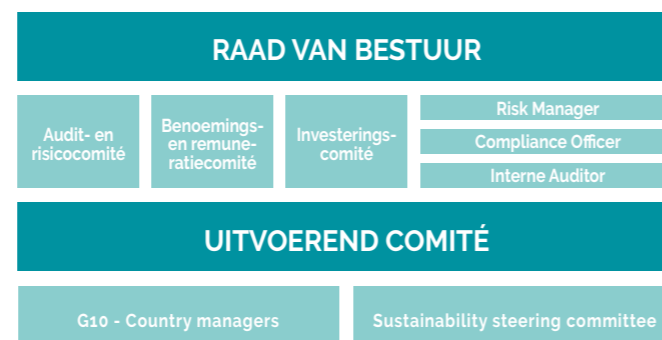 RAAD VAN BESTUUR
Audit- en
risicocomité
Benoemings-
en remune-
ratiecomité
Investerings-
comité
Risk Manager
Compliance Officer
Interne Auditor
UITVOEREND COMITÉ
G10 - Country managers
Sustainability steering committee